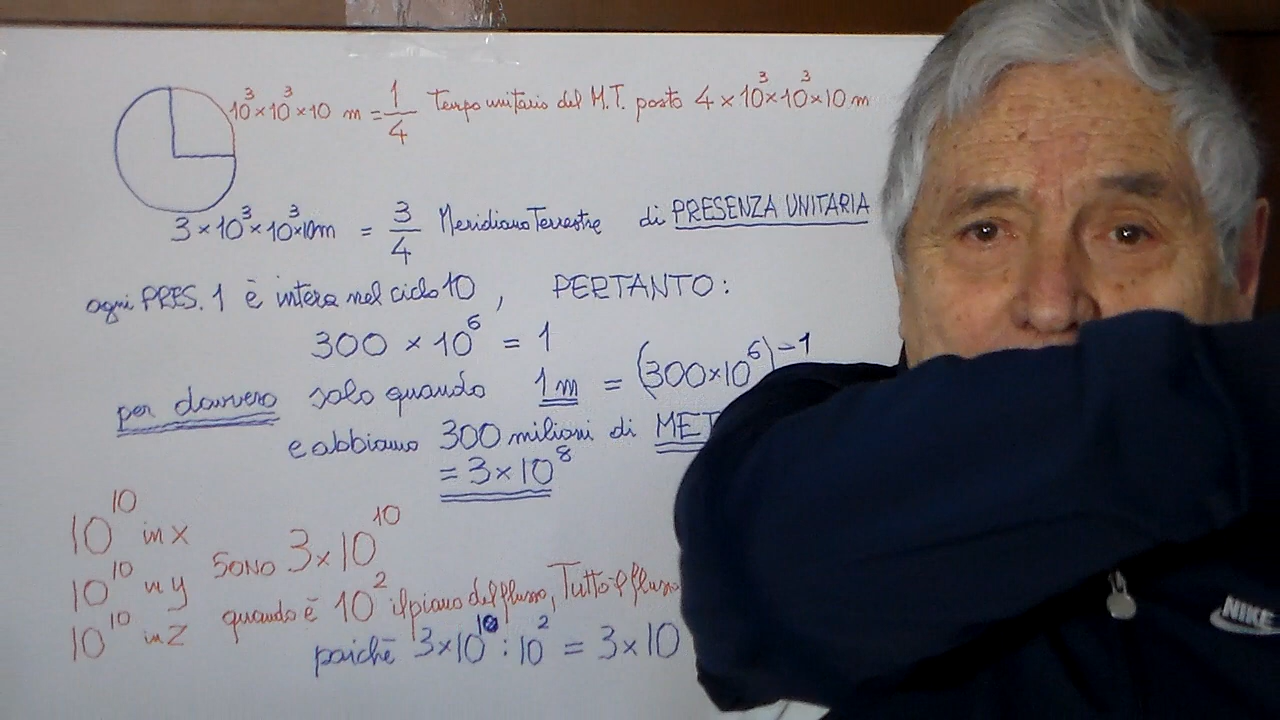 10³×10³×10 m = 1/4 Tempo unitario del M.T. posto 4×10³×10³×10 m
3×10³×10³×10m = 3/4 Meridiano Terrestre di PRESENZA UNITARIA
ogni PRES. 1 è intera nel ciclo 10, PERTANTO:
300 × 10⁶ = 1
per davvero solo quando 1 m = (300×10⁶)⁻¹
e abbiamo 300 milioni di MET
= 3×10⁸
10¹⁰ in x
10¹⁰ in y SONO 3×10¹⁰
10¹⁰ in Z quando è 10² il piano del flusso, Tutto è flusso
poiché 3×10¹⁰ : 10² = 3×10
NIKE